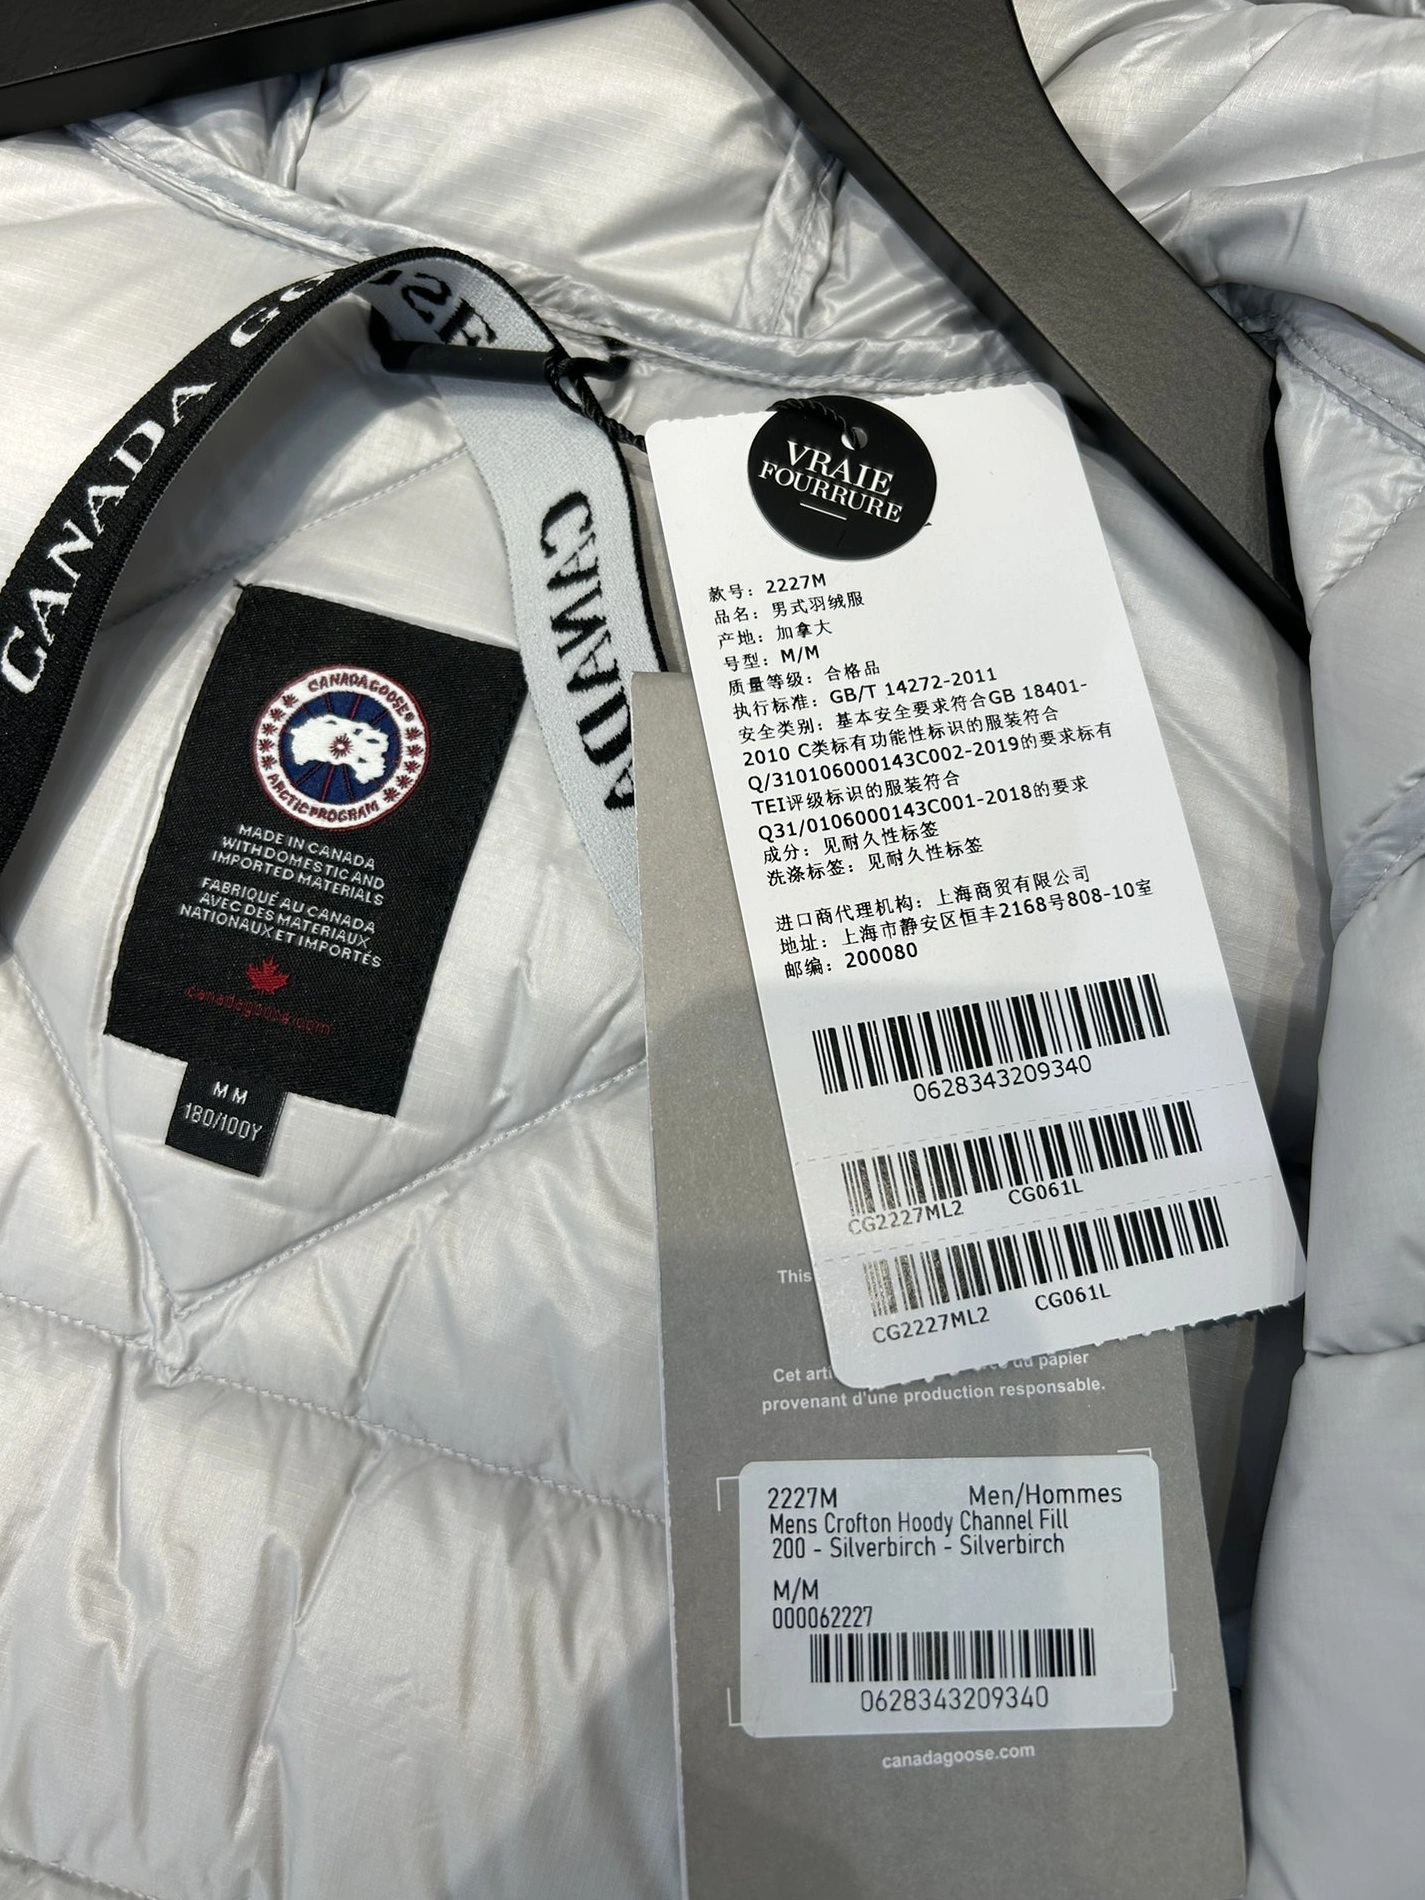 CANADA GO
OSE
CANADA
CANADA GOOSE
ARCTIC PROGRAM
MADE IN CANADA
WITH DOMESTIC AND
IMPORTED MATERIALS
FABRIQUÉ AU CANADA
AVEC DES MATERIAUX
NATIONAUX ET IMPORTÉS
canadagoose.com
M M
180/100Y
VRAIE
FOURRURE
款号：2227M
品名：男式羽绒服
产地：加拿大
号型：M/M
质量等级：合格品
执行标准：GB/T 14272-2011
安全类别：基本安全要求符合GB 18401-
2010 C类标有功能性标识的服装符合
Q/310106000143C002-2019的要求标有
TEI评级标识的服装符合
Q31/0106000143C001-2018的要求
成分：见耐久性标签
洗涤标签：见耐久性标签
进口商代理机构：上海商贸有限公司
地址：上海市静安区恒丰2168号808-10室
邮编：200080
0628343209340
CG2227ML2 CG061L
CG2227ML2 CG061L
This
Cet arti du papier
provenant d'une production responsable.
2227M Men/Hommes
Mens Crofton Hoody Channel Fill
200 - Silverbirch - Silverbirch
M/M
000062227
0628343209340
canadagoose.com